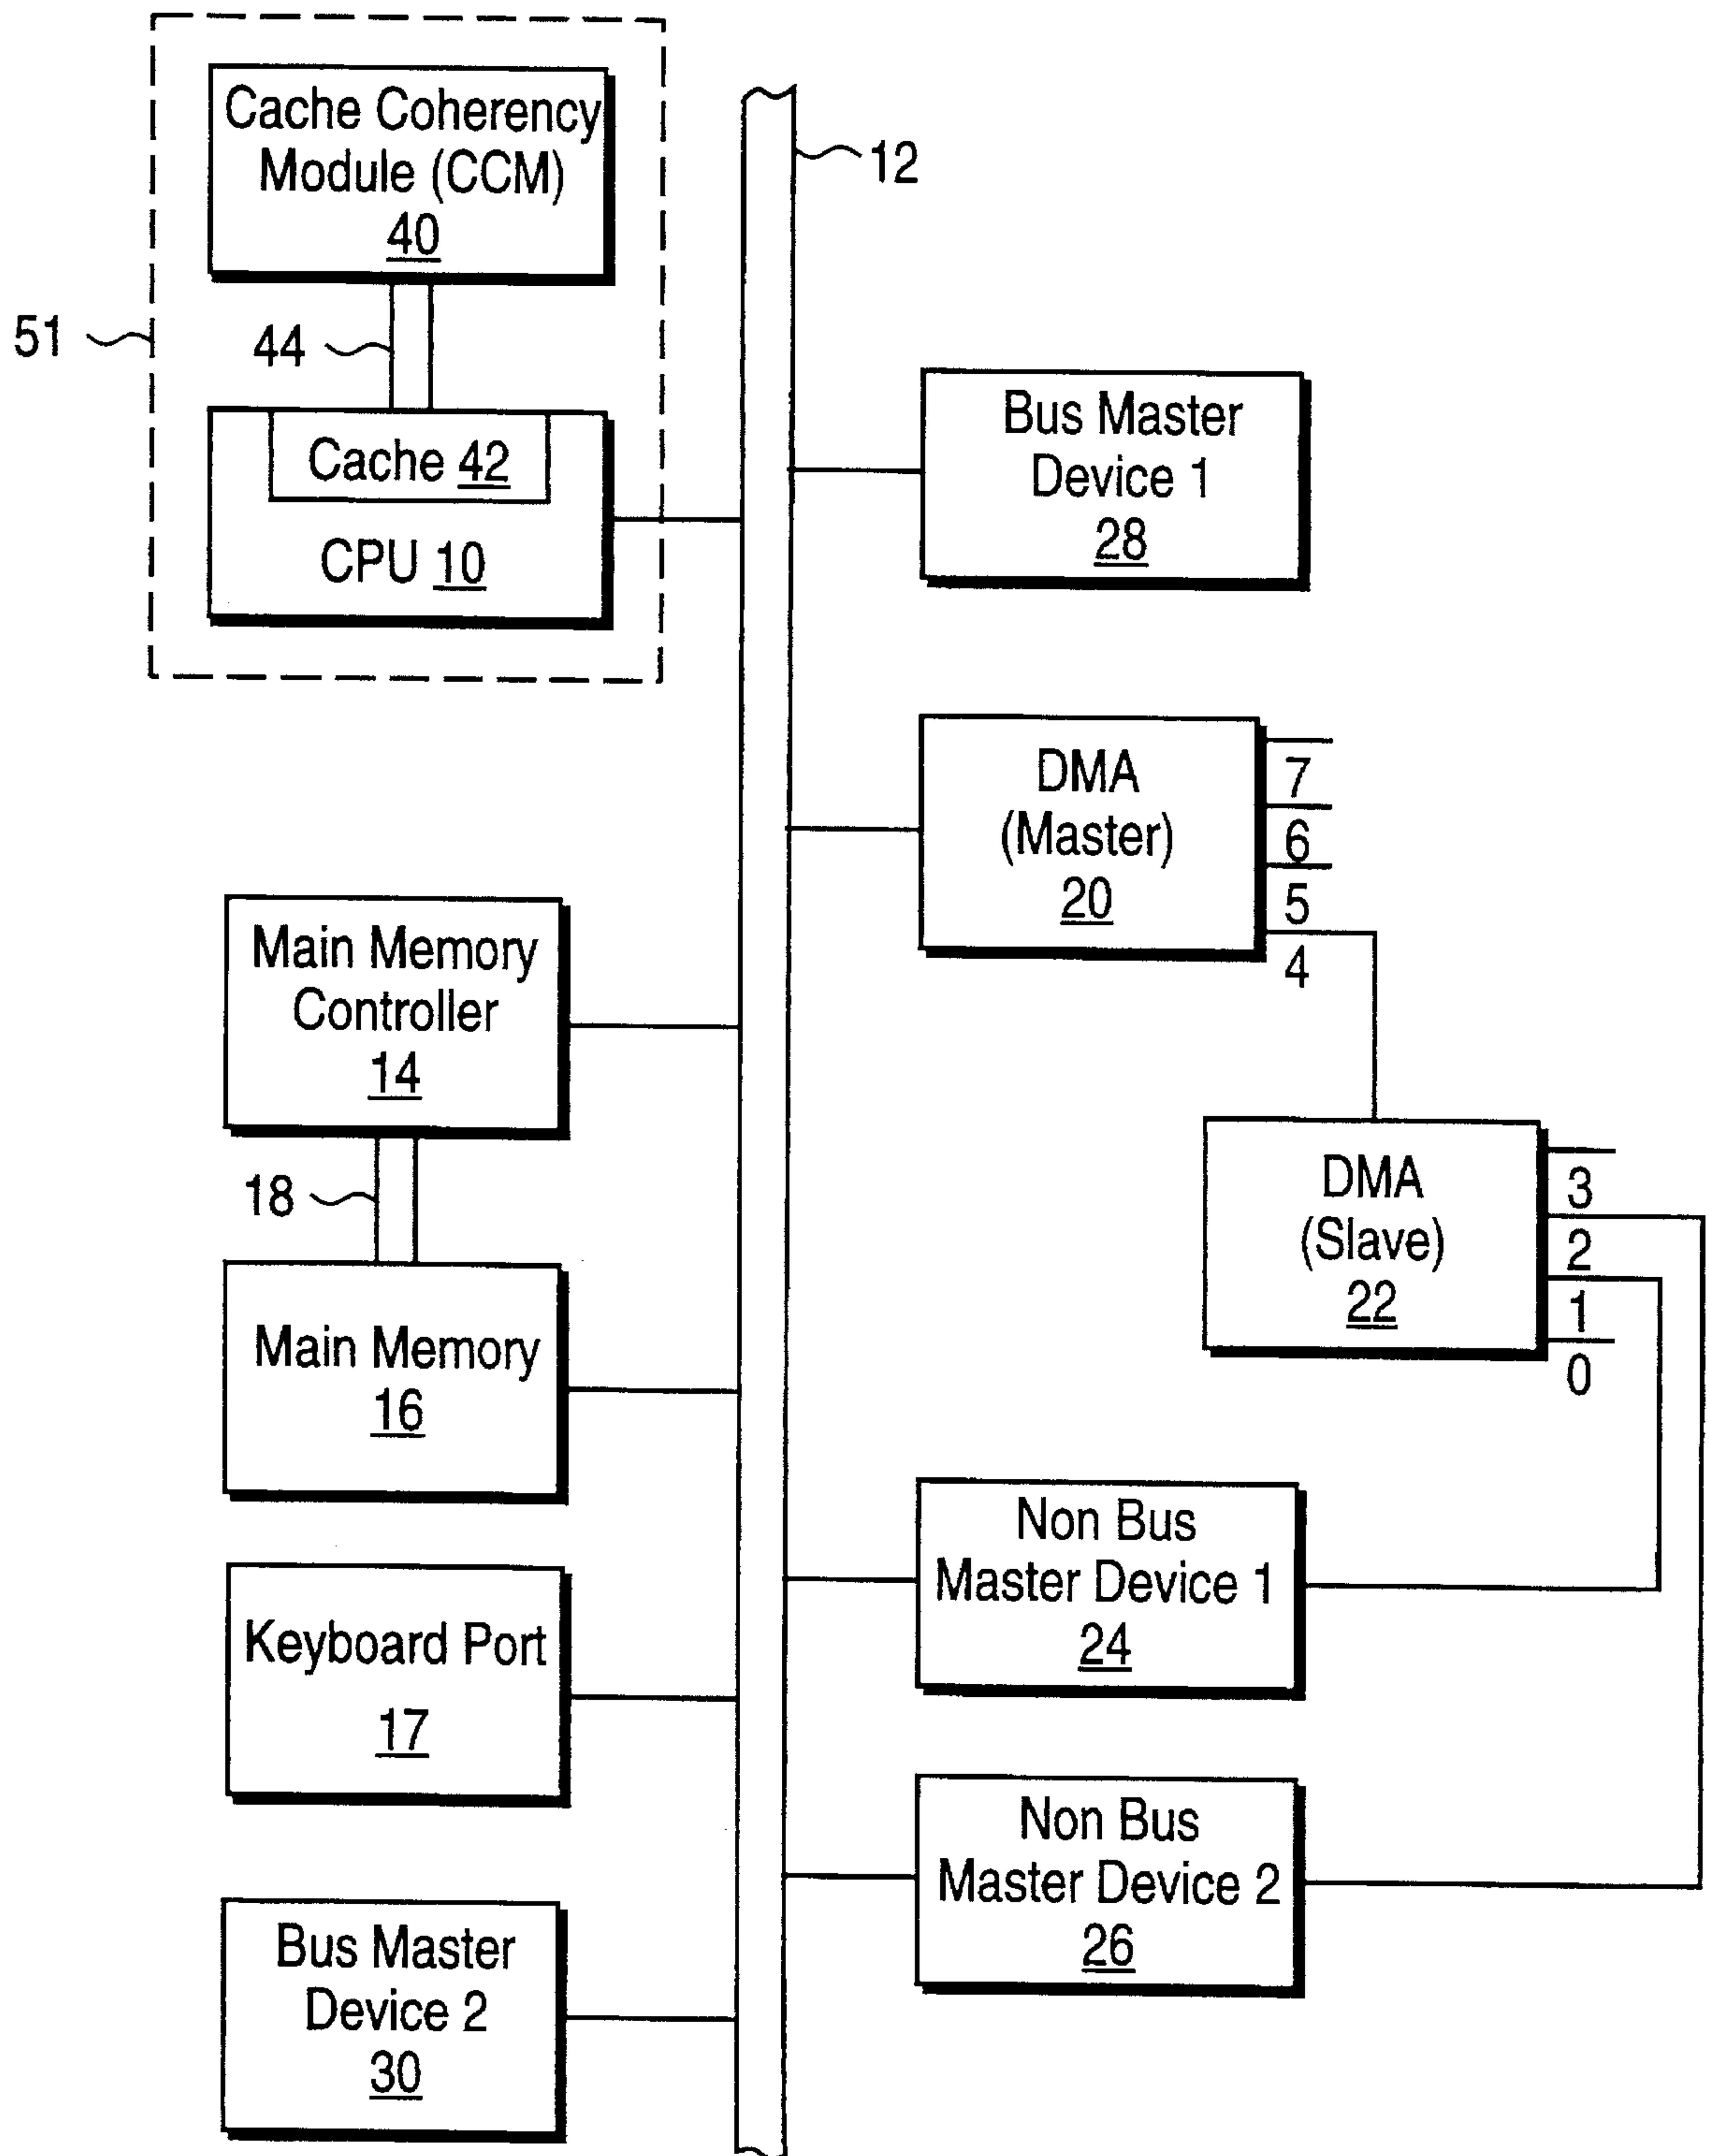 Cache Coherency
Module (CCM)
40
12
51
44
Cache 42
CPU 10
Bus Master
Device 1
28
DMA
(Master)
20
7
6
5
4
Main Memory
Controller
14
18
DMA
(Slave)
22
3
2
1
0
Main Memory
16
Non Bus
Master Device 1
24
Keyboard Port
17
Non Bus
Master Device 2
26
Bus Master
Device 2
30